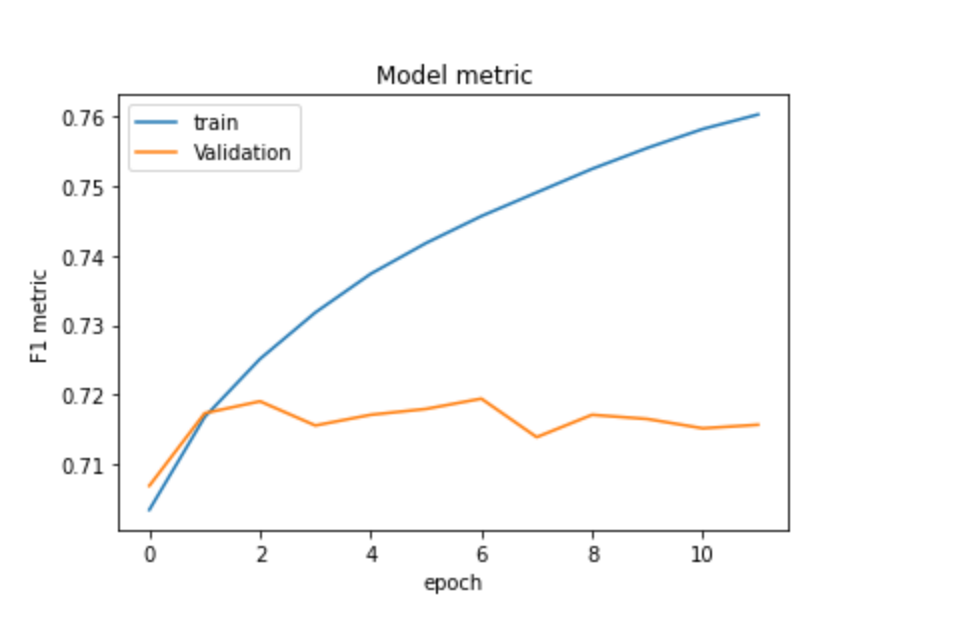 Model metric
train
Validation
0.76
0.75
0.74
0.73
0.72
0.71
F1 metric
0 2 4 6 8 10
epoch